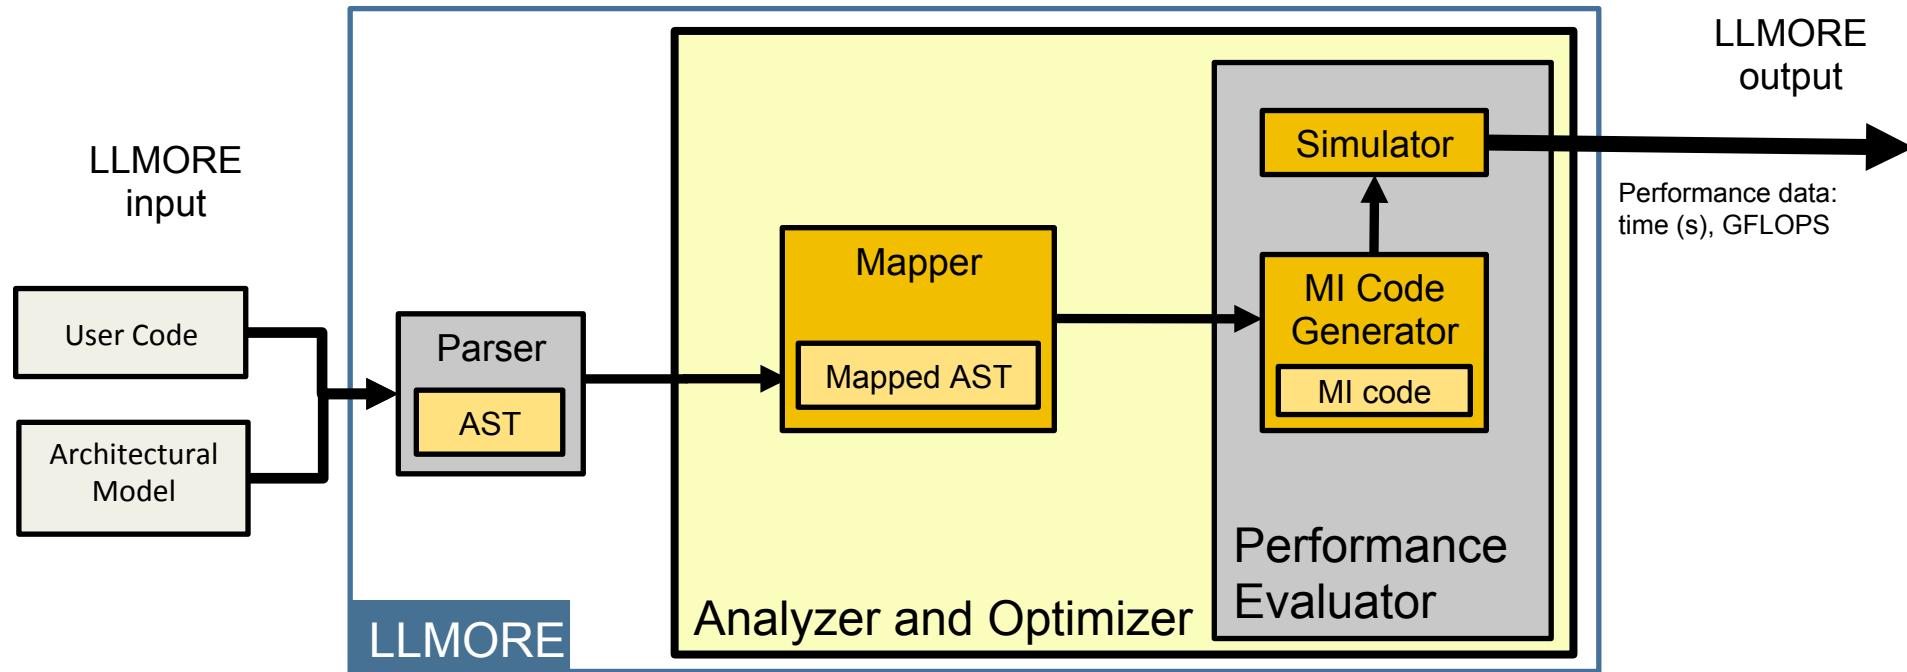 LLMORE
input
User Code
Architectural
Model
Parser
AST
Mapper
Mapped AST
Simulator
MI Code
Generator
MI code
Performance
Evaluator
Analyzer and Optimizer
LLMORE
LLMORE
output
Performance data:
time (s), GFLOPS